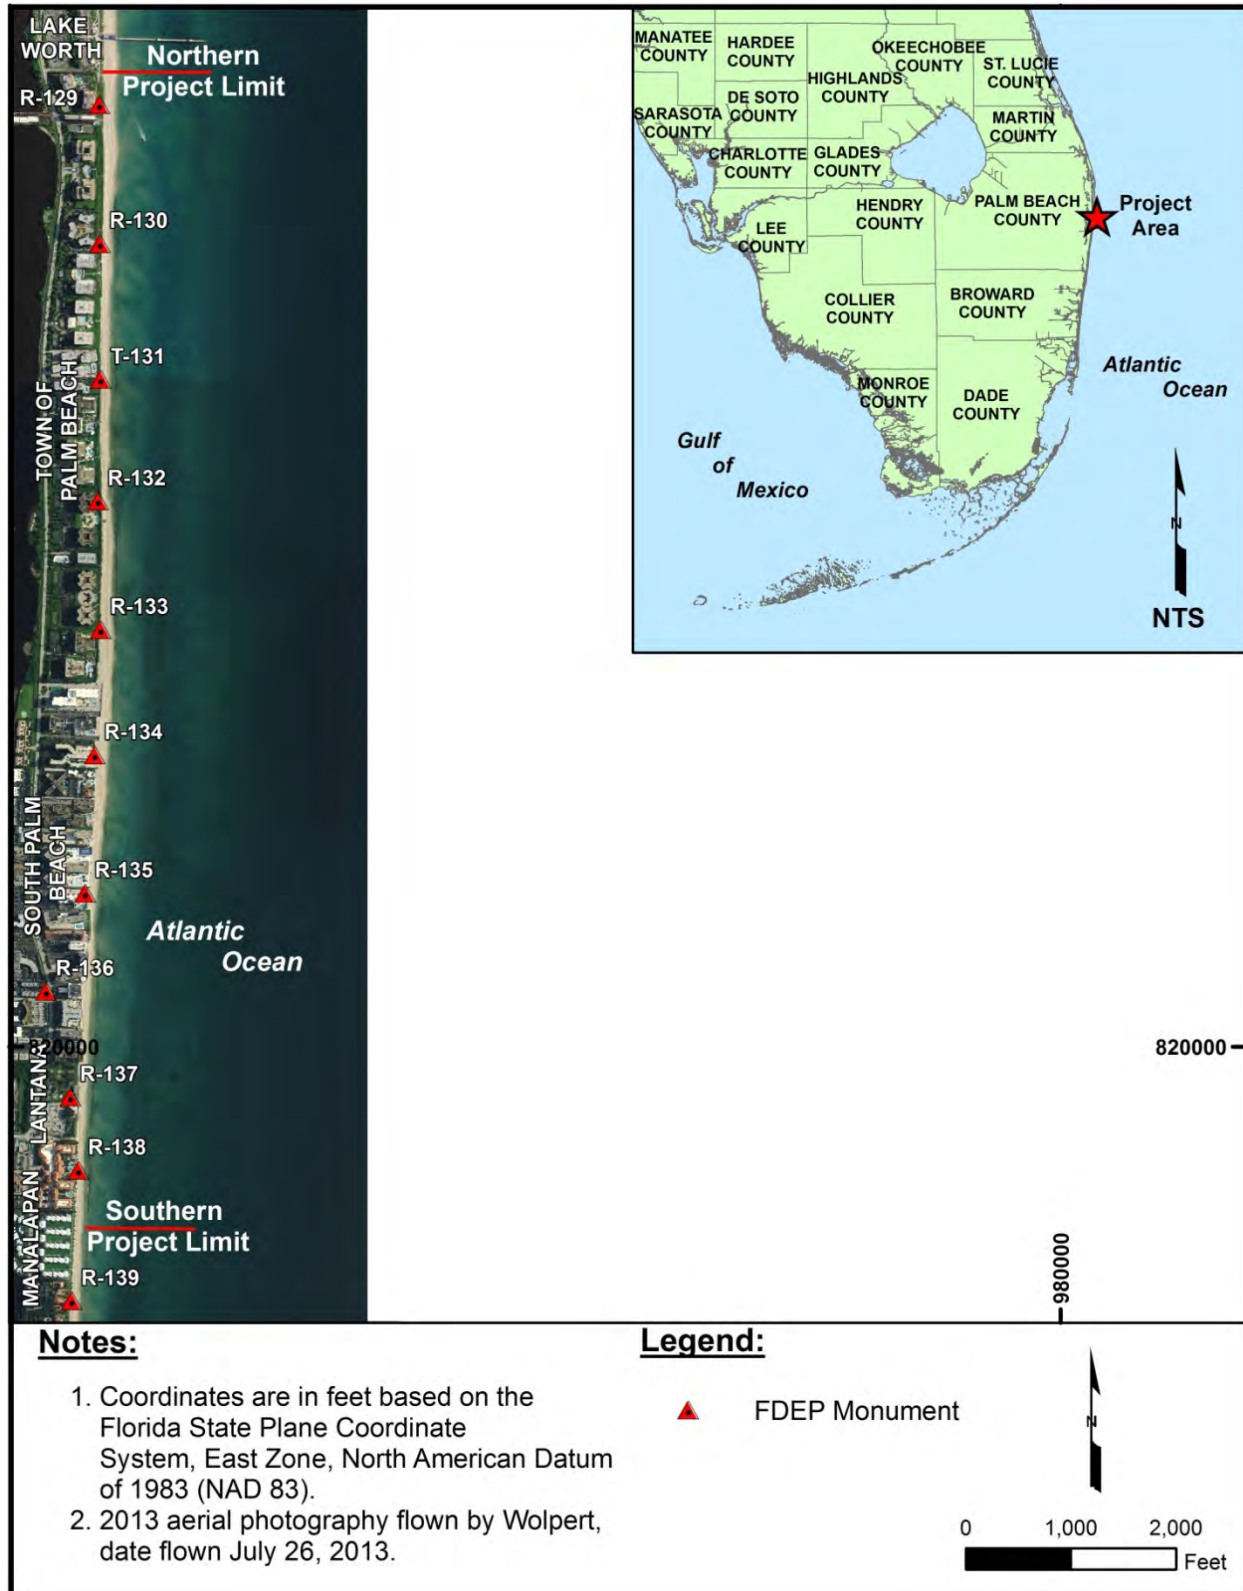 LAKE
WORTH
Northern
Project Limit
R-129
R-130
T-131
TOWN OF
PALM BEACH
R-132
R-133
R-134
SOUTH PALM
BEACH
R-135
Atlantic
Ocean
R-136
820000
LANTANA
R-137
R-138
MANALAPAN
Southern
Project Limit
R-139
MANATEE
COUNTY
HARDEE
COUNTY
OKEECHOBEE
COUNTY
ST. LUCIE
COUNTY
HIGHLANDS
COUNTY
DE SOTO
COUNTY
SARASOTA
COUNTY
MARTIN
COUNTY
CHARLOTTE
COUNTY
GLADES
COUNTY
HENDRY
COUNTY
PALM BEACH
COUNTY
Project
Area
LEE
COUNTY
COLLIER
COUNTY
BROWARD
COUNTY
Atlantic
Ocean
MONROE
COUNTY
DADE
COUNTY
Gulf
of
Mexico
N
NTS
820000
980000
Notes:
1. Coordinates are in feet based on the
Florida State Plane Coordinate
System, East Zone, North American Datum
of 1983 (NAD 83).
2. 2013 aerial photography flown by Wolpert,
date flown July 26, 2013.
Legend:
FDEP Monument
N
0 1,000 2,000
Feet